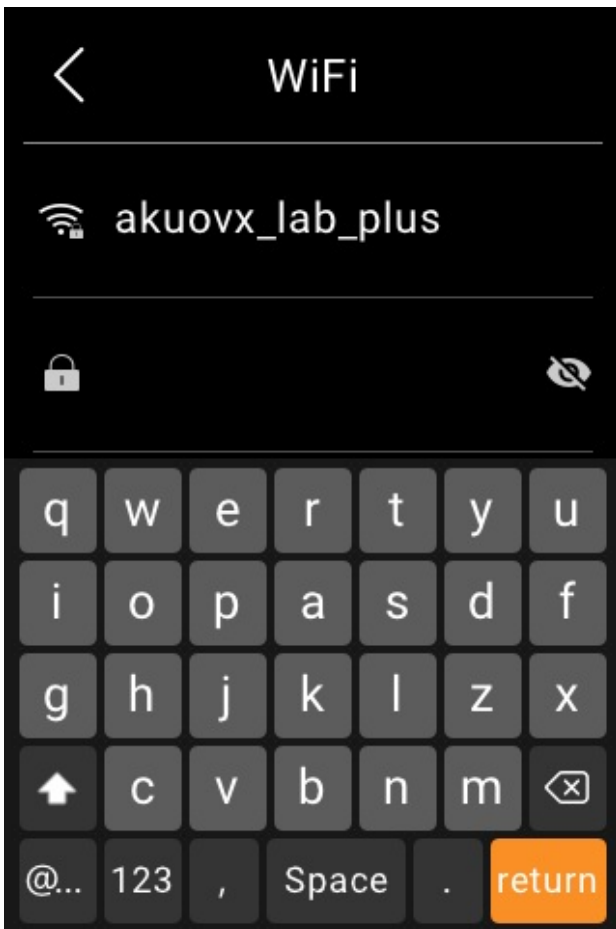 WiFi
akuovx_lab_plus
q w e r t y u
i o p a s d f
g h j k l z x
c v b n m
@... 123 , Space . return